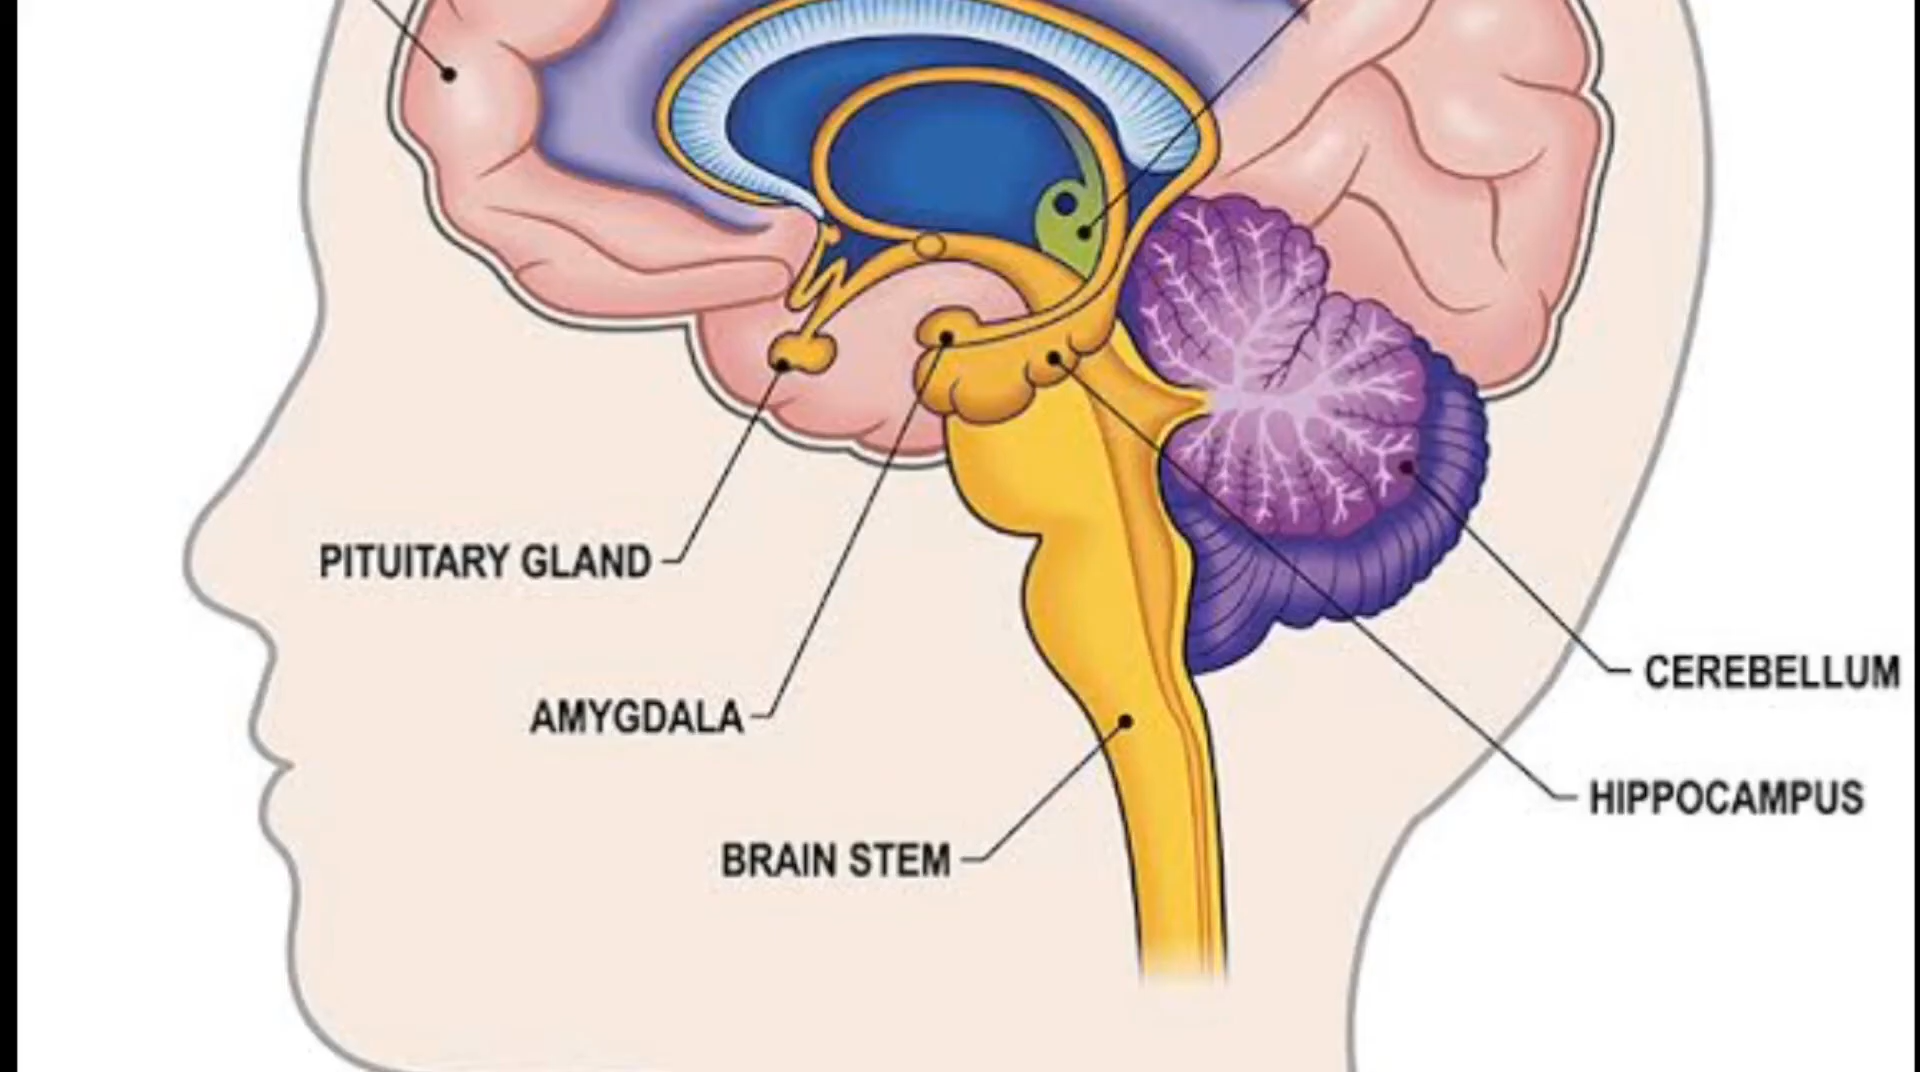 PITUITARY GLAND
CEREBELLUM
AMYGDALA
HIPPOCAMPUS
BRAIN STEM